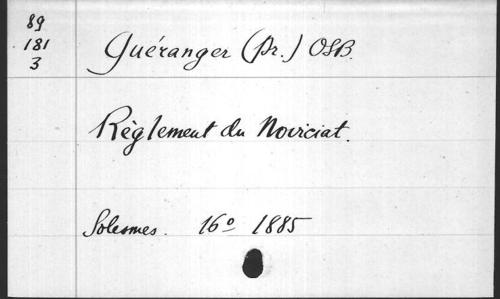 89
181
3
Guéranger (Pr.) OSB.
Règlement du Noviciat.
Solesmes. 16º 1885